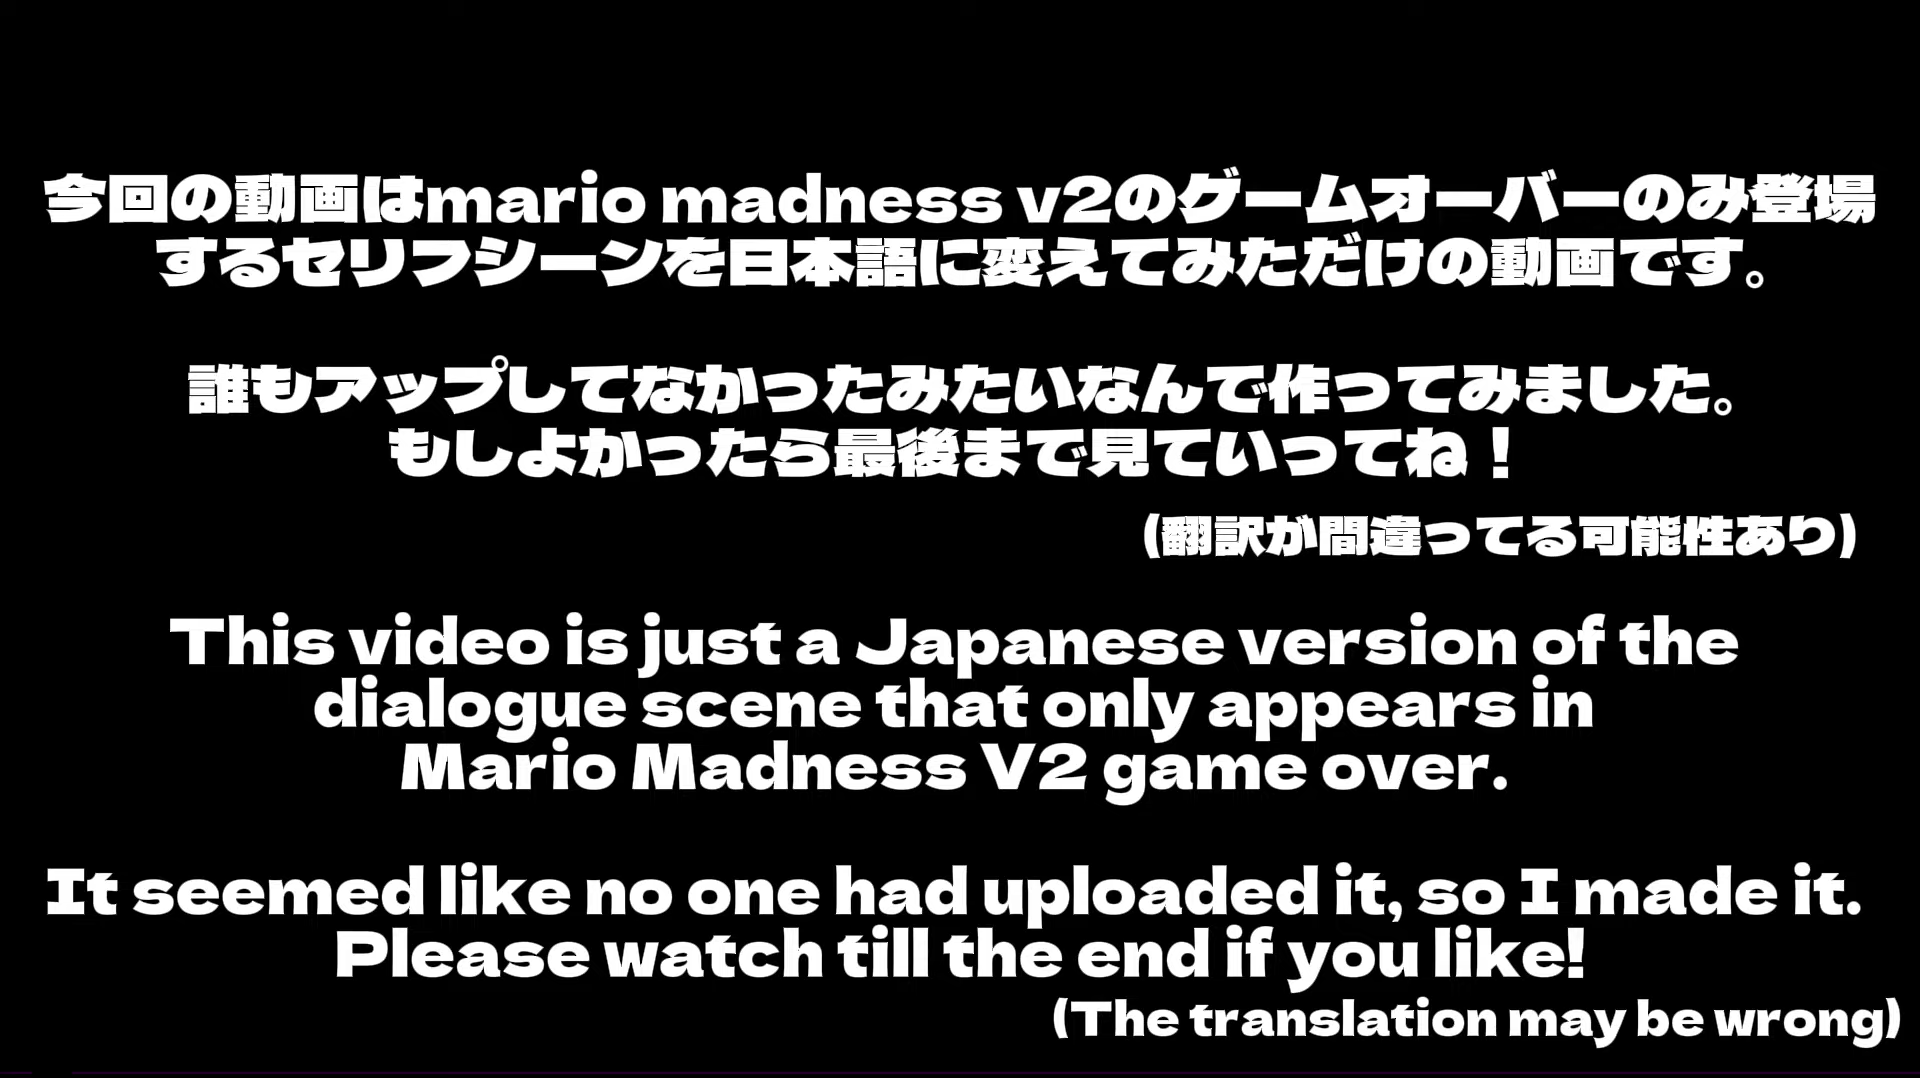 今回の動画はmario madness v2のゲームオーバーのみ登場
するセリフシーンを日本語に変えてみただけの動画です。
誰もアップしてなかったみたいなんで作ってみました。
もしよかったら最後まで見ていってね！
(翻訳が間違ってる可能性あり)
This video is just a Japanese version of the
dialogue scene that only appears in
Mario Madness V2 game over.
It seemed like no one had uploaded it, so I made it.
Please watch till the end if you like!
(The translation may be wrong)